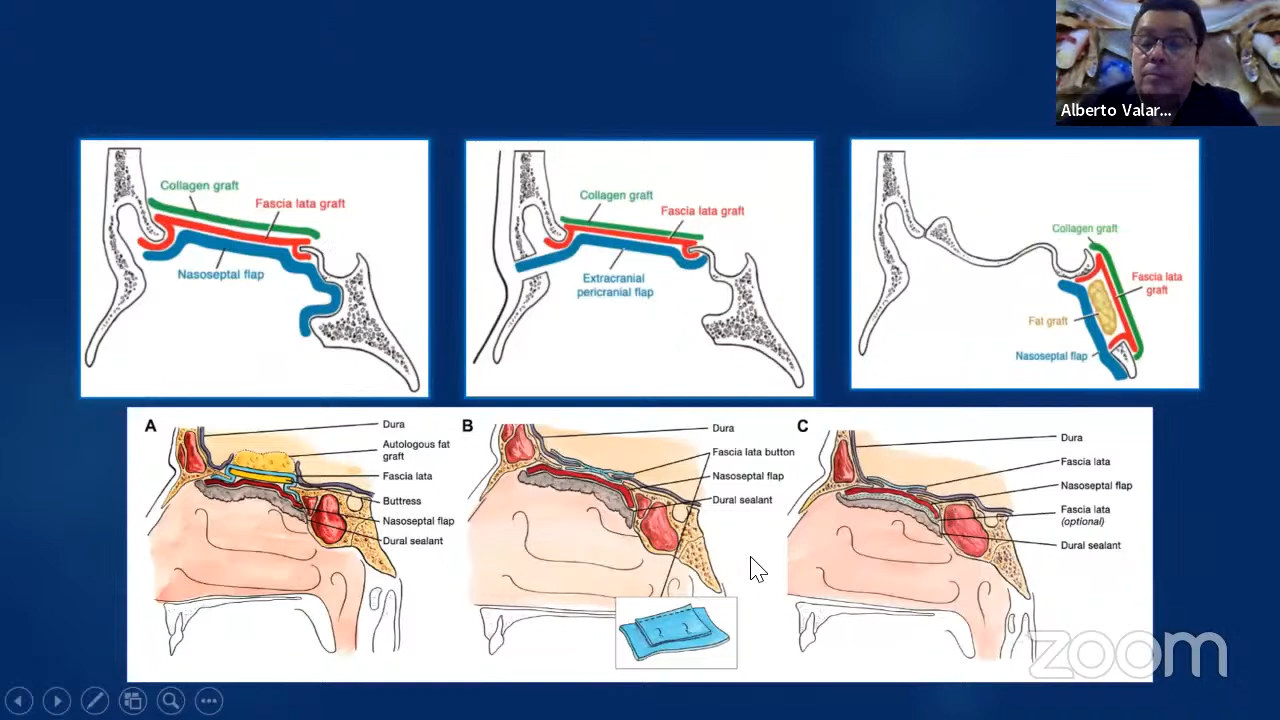 Alberto Valar...
Collagen graft
Fascia lata graft
Nasoseptal flap
Collagen graft
Fascia lata graft
Extracranial
pericranial flap
Collagen graft
Fascia lata
graft
Fat graft
Nasoseptal flap
A
Dura
Autologous fat
graft
Fascia lata
Buttress
Nasoseptal flap
Dural sealant
B
Dura
Fascia lata button
Nasoseptal flap
Dural sealant
C
Dura
Fascia lata
Nasoseptal flap
Fascia lata
(optional)
Dural sealant
zoom